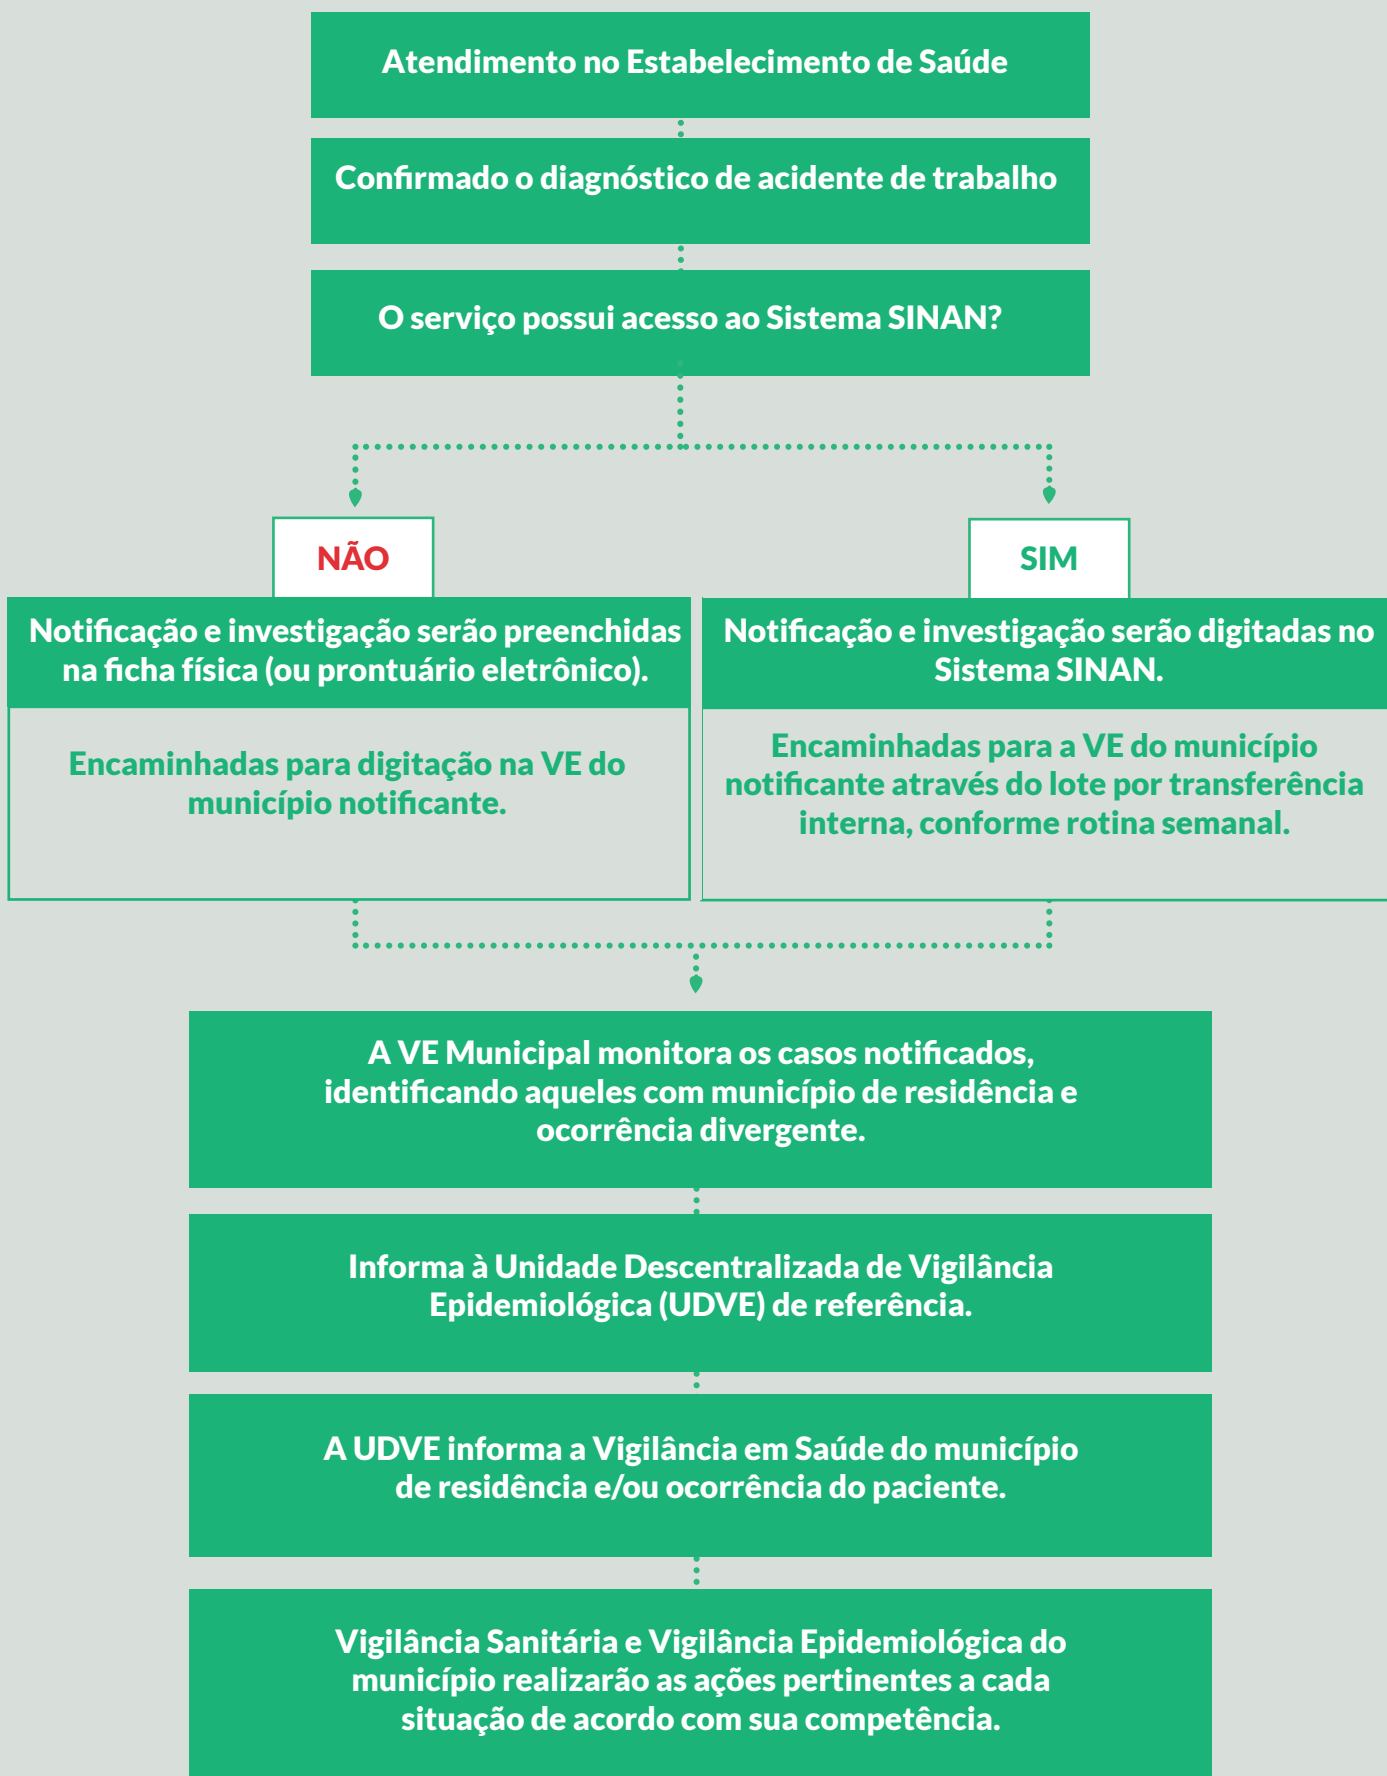 Atendimento no Estabelecimento de Saúde
Confirmado o diagnóstico de acidente de trabalho
O serviço possui acesso ao Sistema SINAN?
NÃO
Notificação e investigação serão preenchidas
na ficha física (ou prontuário eletrônico).
Encaminhadas para digitação na VE do
município notificante.
SIM
Notificação e investigação serão digitadas no
Sistema SINAN.
Encaminhadas para a VE do município
notificante através do lote por transferência
interna, conforme rotina semanal.
A VE Municipal monitora os casos notificados,
identificando aqueles com município de residência e
ocorrência divergente.
Informa à Unidade Descentralizada de Vigilância
Epidemiológica (UDVE) de referência.
A UDVE informa a Vigilância em Saúde do município
de residência e/ou ocorrência do paciente.
Vigilância Sanitária e Vigilância Epidemiológica do
município realizarão as ações pertinentes a cada
situação de acordo com sua competência.